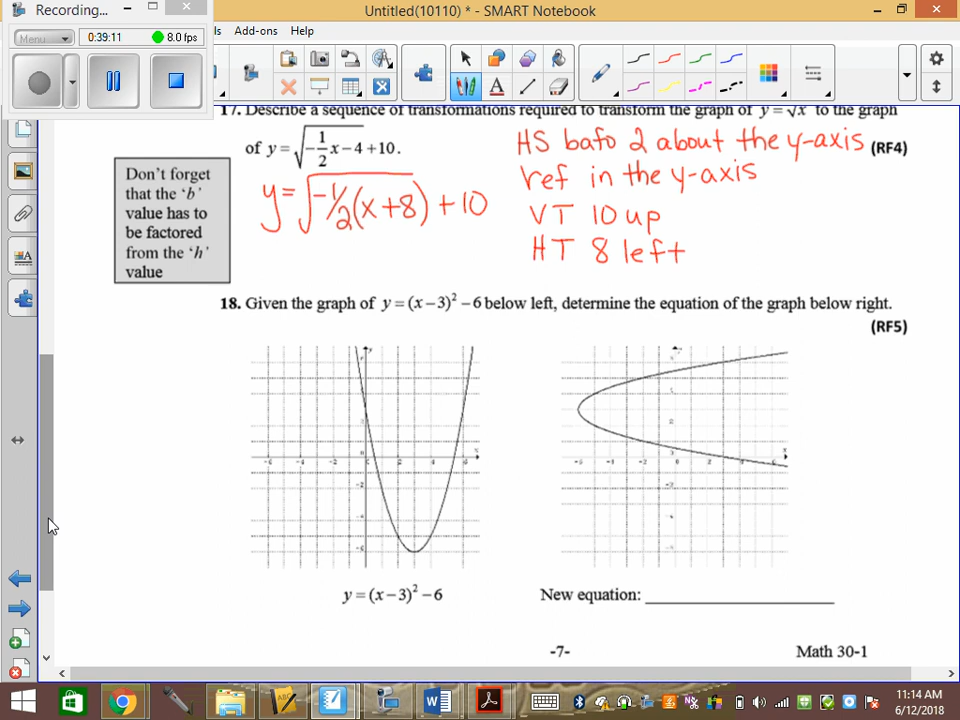 Recording...
Untitled(10110) * - SMART Notebook
Menu
0:39:11
8.0 fps
ls Add-ons Help
17. Describe a sequence of transformations required to transform the graph of y = √x to the graph
of y = √(-1/2 x - 4) + 10.
(RF4)
HS bafo 2 about the y-axis
ref in the y-axis
VT 10 up
HT 8 left
Don't forget
that the 'b'
value has to
be factored
from the 'h'
value
y = √(-1/2(x+8)) + 10
18. Given the graph of y = (x – 3)² – 6 below left, determine the equation of the graph below right.
(RF5)
y = (x – 3)² – 6
New equation: ____________
-7-
Math 30-1
11:14 AM
6/12/2018